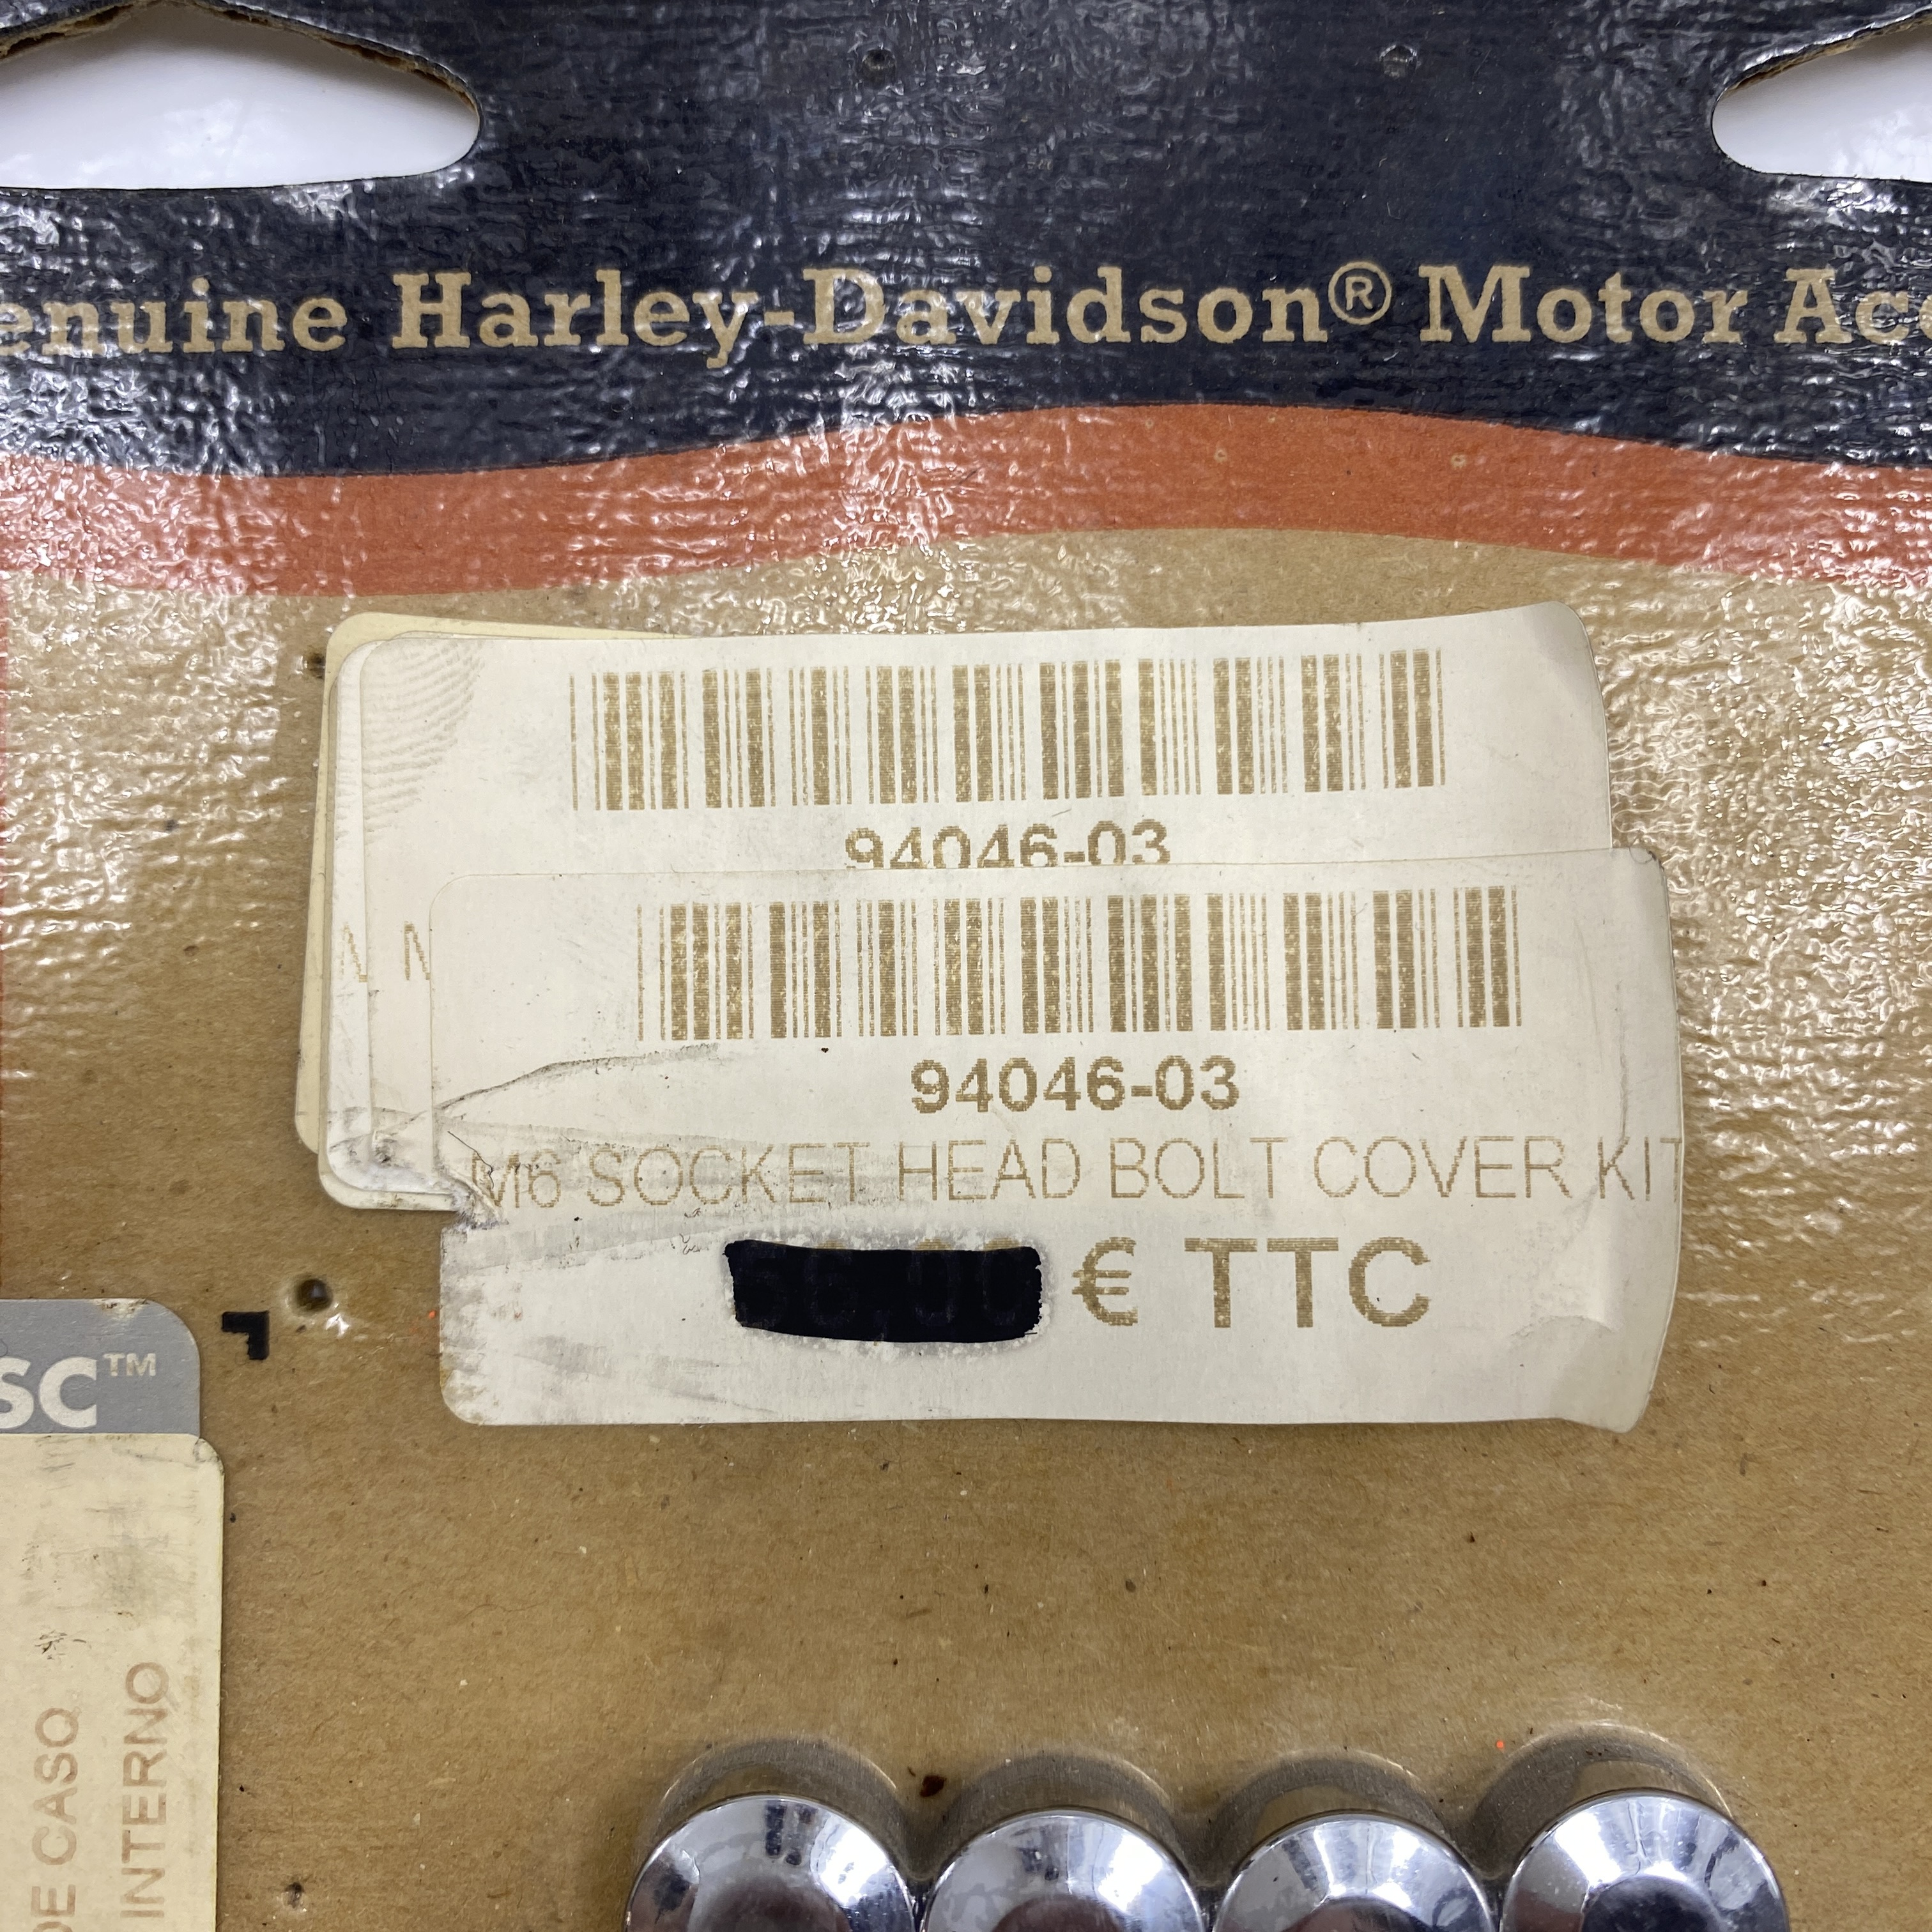 enuine Harley-Davidson® Motor Ac
94046-03
N N
94046-03
M6 SOCKET HEAD BOLT COVER KIT
€ TTC
SC™
DE CASO
INTERNO